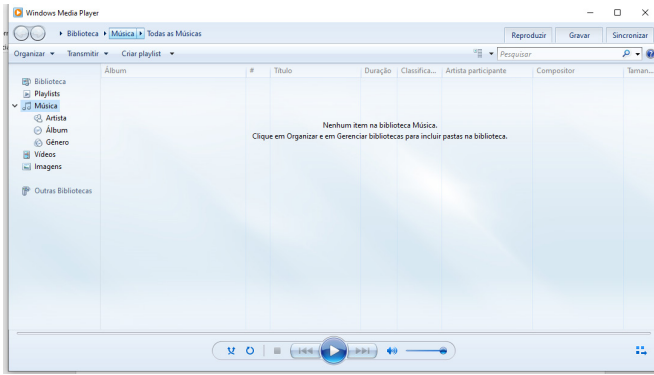 Windows Media Player
Biblioteca
Música
Todas as Músicas
Reproduzir
Gravar
Sincronizar
Organizar
Transmitir
Criar playlist
Pesquisar
Álbum
#
Título
Duração
Classifica...
Artista participante
Compositor
Taman...
Biblioteca
Playlists
Música
Artista
Álbum
Gênero
Vídeos
Imagens
Outras Bibliotecas
Nenhum item na biblioteca Música.
Clique em Organizar e em Gerenciar bibliotecas para incluir pastas na biblioteca.